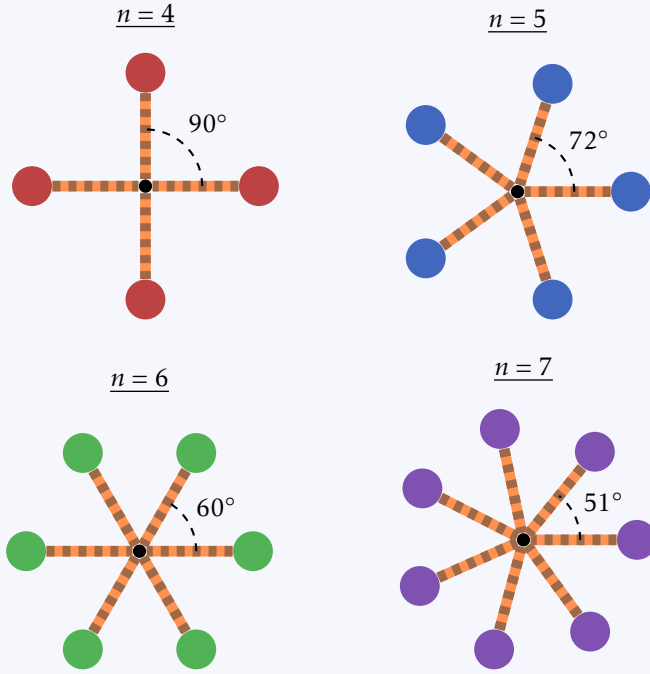 n = 4
n = 5
90°
72°
n = 6
n = 7
60°
51°